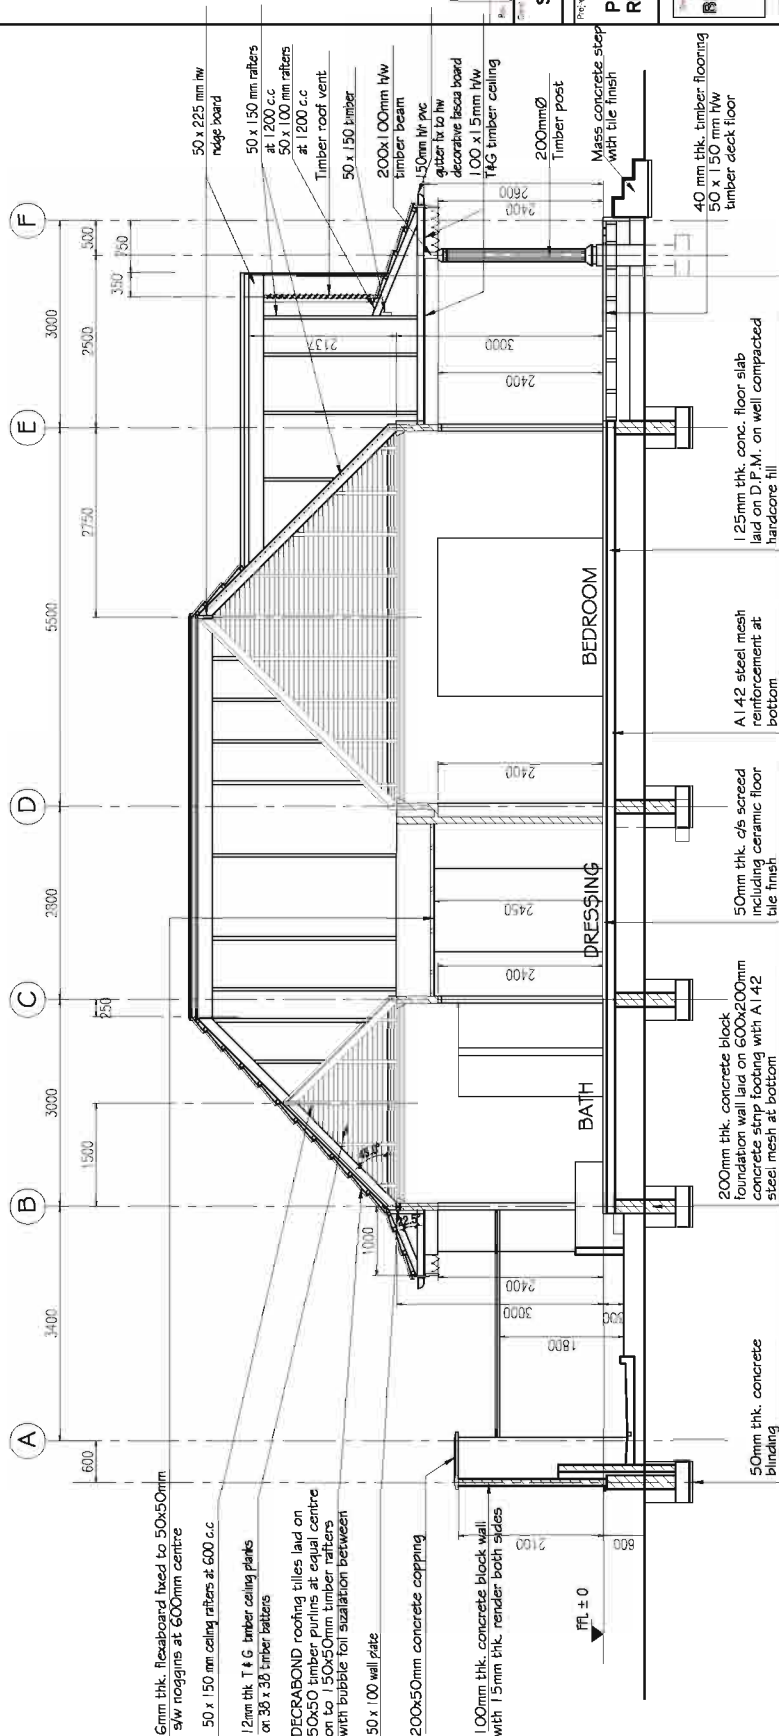 6mm thk. flexaboard fixed to 50x50mm
s/w noggins at 600mm centre
50 x 150 mm ceiling rafters at 600 c.c
12mm thk T & G timber ceiling planks
on 38 x 38 timber batters
DECRABOND roofing tilles laid on
50x50 timber purlins at equal centre
on to 150x50mm timber rafters
with bubble foil sizalation between
50 x 100 wall plate
200x50mm concrete copping
100mm thk. concrete block wall
with 15mm thk. render both sides
FFL ± 0
A
B
C
D
E
F
600
3400
3000
2800
5500
3000
1500
250
2750
2500
500
350
250
50 x 225 mm hw
ridge board
50 x 150 mm rafters
at 1200 c.c
50 x 100 mm rafters
at 1200 c.c
Timber roof vent
50 x 150 timber
200x100mm h/w
timber beam
150mm h/r pvc
gutter fix to hw
decorative fascia board
100 x 15mm h/w
T&G timber ceiling
200mmØ
Timber post
Mass concrete step
with tile finish
40 mm thk. timber flooring
50 x 150 mm h/w
timber deck floor
1000
2400
3000
300
1800
2100
600
2400
2450
2400
2137
3000
2400
2600
2400
BATH
DRESSING
BEDROOM
50mm thk. concrete
blinding
200mm thk. concrete block
foundation wall laid on 600x200mm
concrete strip footing with A142
steel mesh at bottom
50mm thk. c/s screed
including ceramic floor
tile finish
A142 steel mesh
reinforcement at
bottom
125mm thk. conc. floor slab
laid on D.P.M. on well compacted
hardcore fill
P
R
B